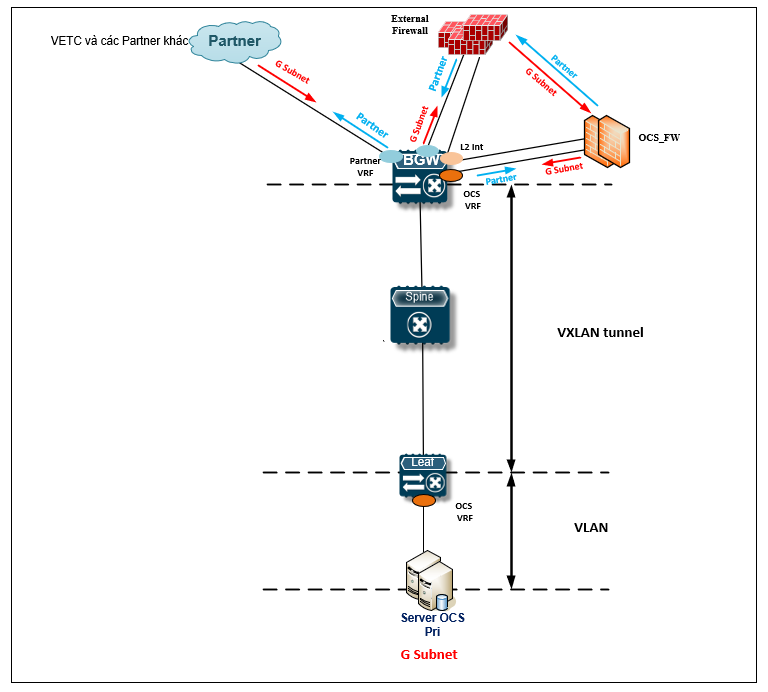 External
Firewall
VETC và các Partner khác
Partner
G Subnet
Partner
Partner
G Subnet
Partner
G Subnet
OCS_FW
L2 Int
Partner
VRF
BGW
G Subnet
Partner
OCS
VRF
Spine
VXLAN tunnel
Leaf
OCS
VRF
VLAN
Server OCS
Pri
G Subnet